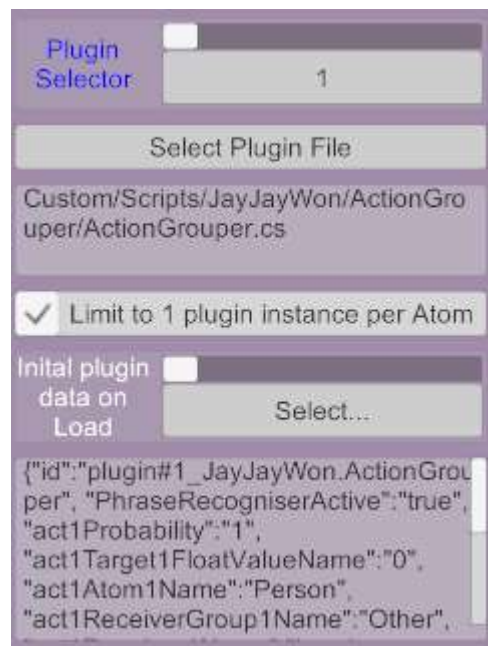 Plugin
Selector
1
Select Plugin File
Custom/Scripts/JayJayWon/ActionGro
uper/ActionGrouper.cs
Limit to 1 plugin instance per Atom
Inital plugin
data on
Load
Select...
{"id":"plugin#1_JayJayWon.ActionGrou
per", "PhraseRecogniserActive":"true",
"act1Probability":"1",
"act1Target1FloatValueName":"0",
"act1Atom1Name":"Person",
"act1ReceiverGroup1Name":"Other",